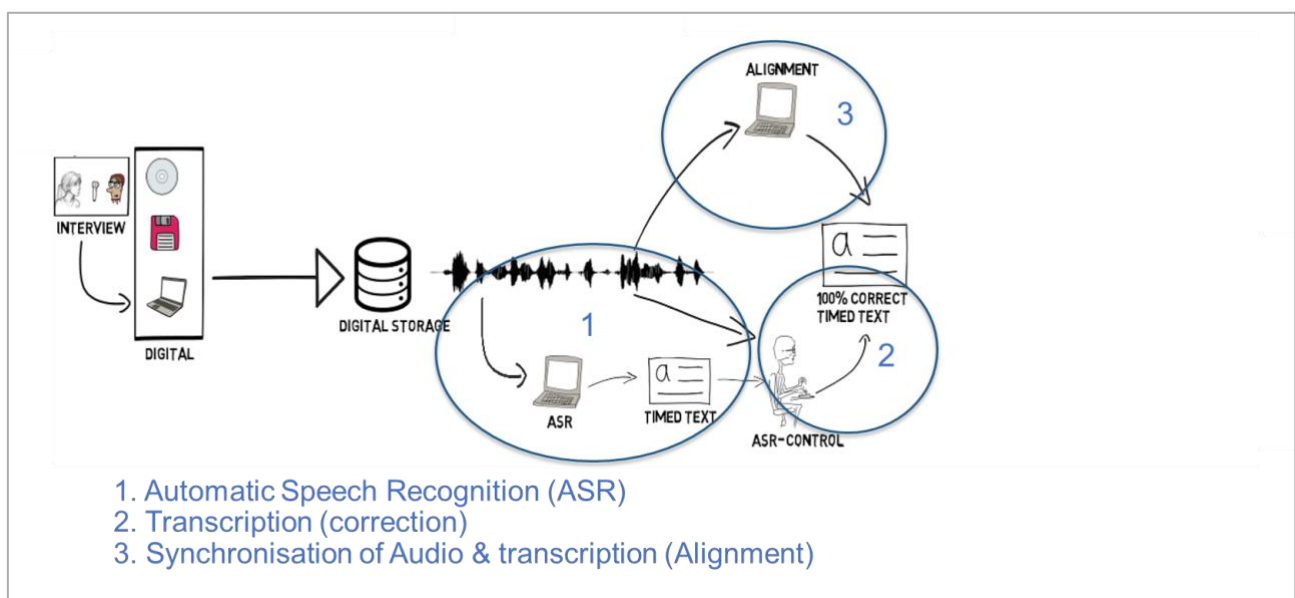 INTERVIEW
DIGITAL
DIGITAL STORAGE
1
ASR
a
TIMED TEXT
ALIGNMENT
3
a
100% CORRECT
TIMED TEXT
2
ASR-CONTROL
1. Automatic Speech Recognition (ASR)
2. Transcription (correction)
3. Synchronisation of Audio & transcription (Alignment)